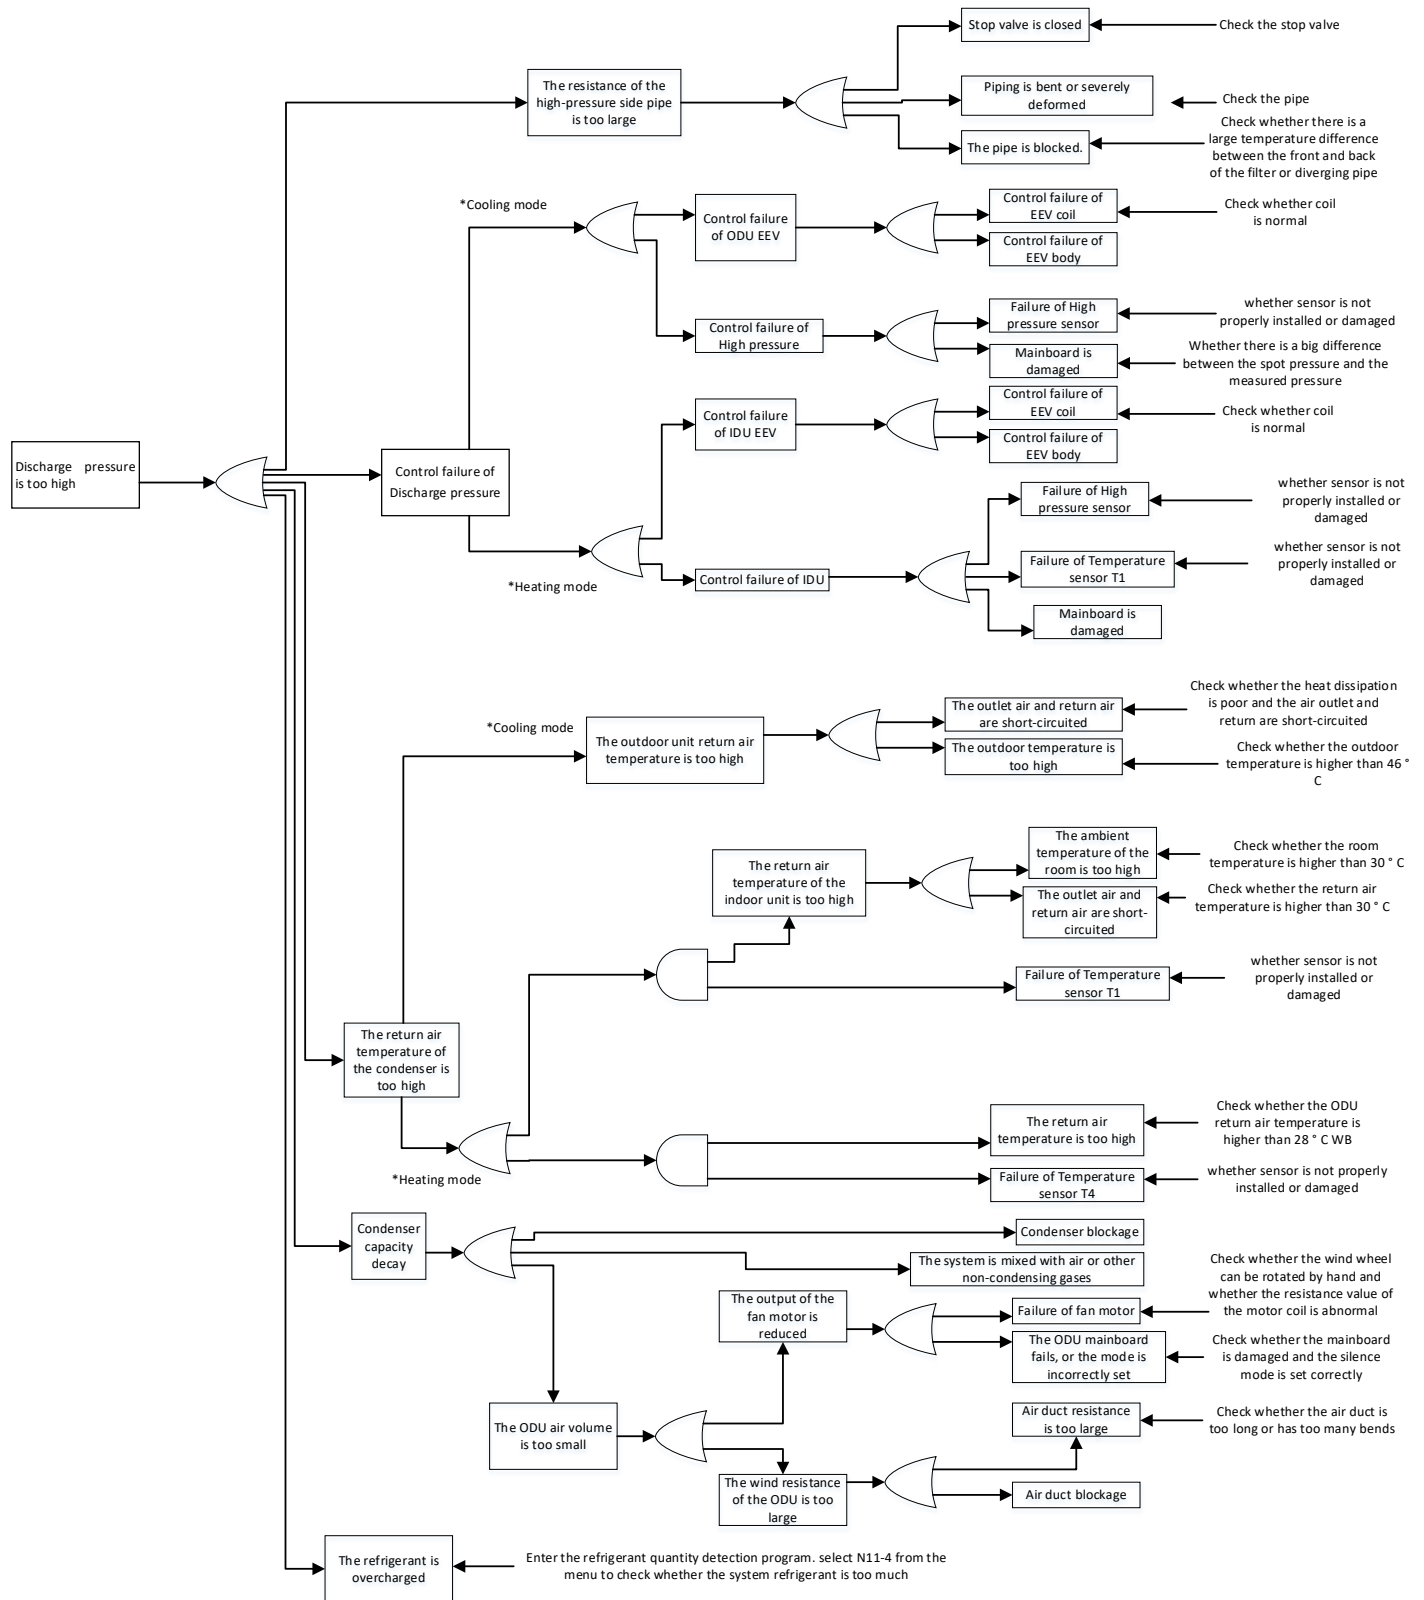 Stop valve is closed
Check the stop valve
The resistance of the
high-pressure side pipe
is too large
Piping is bent or severely
deformed
Check the pipe
The pipe is blocked.
Check whether there is a
large temperature difference
between the front and back
of the filter or diverging pipe
*Cooling mode
Control failure
of ODU EEV
Control failure of
EEV coil
Check whether coil
is normal
Control failure of
EEV body
Control failure of
High pressure
Failure of High
pressure sensor
whether sensor is not
properly installed or damaged
Mainboard is
damaged
Whether there is a big difference
between the spot pressure and the
measured pressure
Control failure
of IDU EEV
Control failure of
EEV coil
Check whether coil
is normal
Control failure of
EEV body
Discharge pressure
is too high
Control failure of
Discharge pressure
Failure of High
pressure sensor
whether sensor is not
properly installed or
damaged
*Heating mode
Control failure of IDU
Failure of Temperature
sensor T1
whether sensor is not
properly installed or
damaged
Mainboard is
damaged
*Cooling mode
The outdoor unit return air
temperature is too high
The outlet air and return air
are short-circuited
Check whether the heat dissipation
is poor and the air outlet and
return are short-circuited
The outdoor temperature is
too high
Check whether the outdoor
temperature is higher than 46 °
C
The return air
temperature of the
indoor unit is too high
The ambient
temperature of the
room is too high
Check whether the room
temperature is higher than 30 ° C
The outlet air and
return air are short-
circuited
Check whether the return air
temperature is higher than 30 ° C
Failure of Temperature
sensor T1
whether sensor is not
properly installed or
damaged
The return air
temperature of
the condenser is
too high
*Heating mode
The return air
temperature is too high
Check whether the ODU
return air temperature is
higher than 28 ° C WB
Failure of Temperature
sensor T4
whether sensor is not properly
installed or damaged
Condenser
capacity
decay
Condenser blockage
The system is mixed with air or other
non-condensing gases
The output of the
fan motor is
reduced
Failure of fan motor
Check whether the wind wheel
can be rotated by hand and
whether the resistance value of
the motor coil is abnormal
The ODU mainboard
fails, or the mode is
incorrectly set
Check whether the mainboard
is damaged and the silence
mode is set correctly
The ODU air volume
is too small
Air duct resistance
is too large
Check whether the air duct is
too long or has too many bends
The wind resistance
of the ODU is too
large
Air duct blockage
The refrigerant is
overcharged
Enter the refrigerant quantity detection program. select N11-4 from the
menu to check whether the system refrigerant is too much